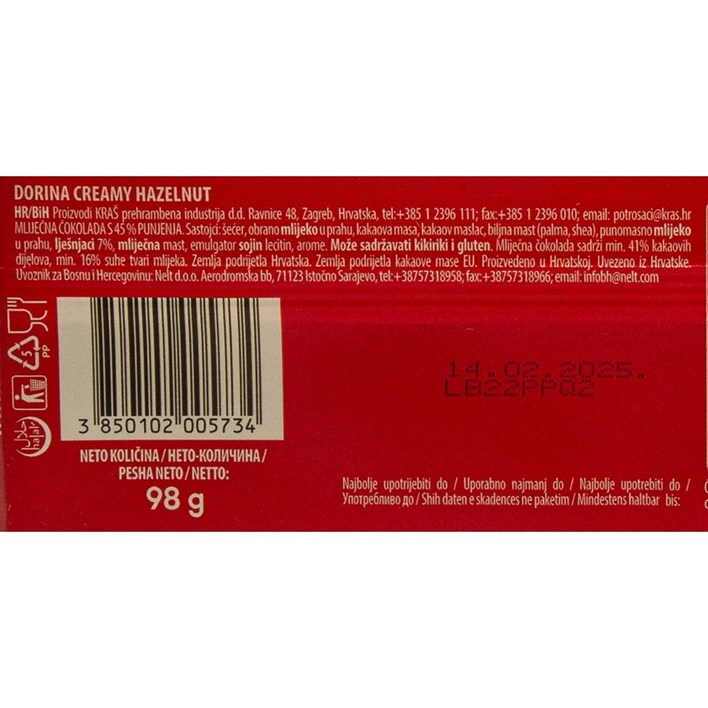 DORINA CREAMY HAZELNUT
HR/BiH Proizvodi KRAŠ prehrambena industrija d.d. Ravnice 48, Zagreb, Hrvatska, tel:+385 1 2396 111; fax:+385 1 2396 010; email: potrosaci@kras.hr
MLIJEČNA ČOKOLADA S 45 % PUNJENJA. Sastojci: šećer, obrano mlijeko u prahu, kakaova masa, kakaov maslac, biljna mast (palma, shea), punomasno mlijeko
u prahu, lješnjaci 7%, mliječna mast, emulgator sojin lecitin, arome. Može sadržavati kikiriki i gluten. Mliječna čokolada sadrži min. 41% kakaovih
dijelova, min. 16% suhe tvari mlijeka. Zemlja podrijetla Hrvatska. Zemlja podrijetla kakaove mase EU. Proizvedeno u Hrvatskoj. Uvezeno iz Hrvatske.
Uvoznik za Bosnu i Hercegovinu: Nelt d.o.o. Aerodromska bb, 71123 Istočno Sarajevo, tel:+38757318958; fax:+38757318966; email: infobh@nelt.com
5
PP
حلال
halal
3 850102 005734
NETO KOLIČINA / НЕТО-КОЛИЧИНА /
PESHA NETO / NETTO:
98 g
14.02.2025.
LB22PPQ2
Najbolje upotrijebiti do / Uporabno najmanj do / Najbolje upotrebiti do /
Употребливо до / Shih daten e skadences ne paketim / Mindestens haltbar bis: